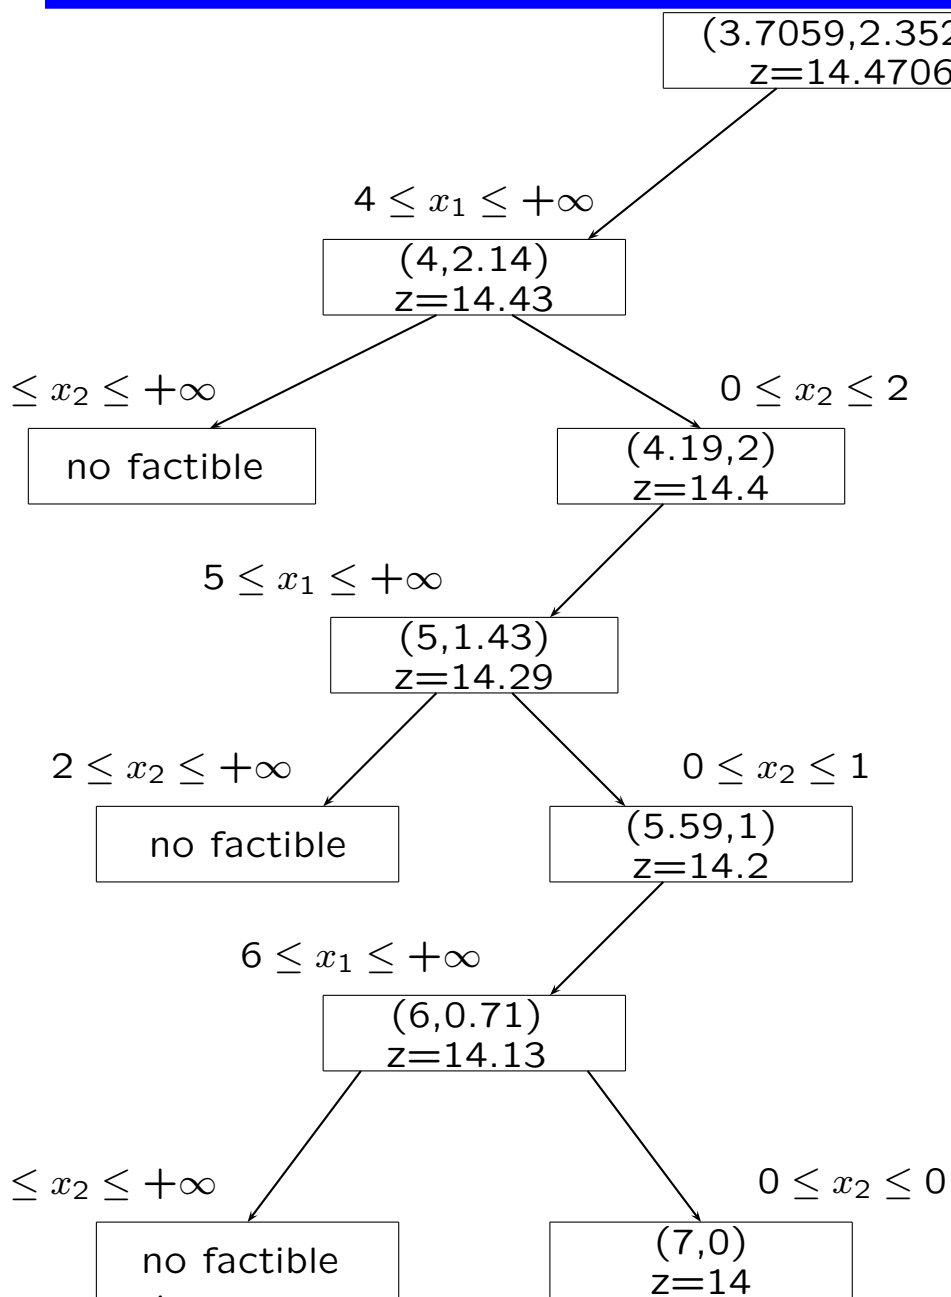 (3.7059,2.352
z=14.4706
4 ≤ x₁ ≤ +∞
(4,2.14)
z=14.43
≤ x₂ ≤ +∞
0 ≤ x₂ ≤ 2
no factible
(4.19,2)
z=14.4
5 ≤ x₁ ≤ +∞
(5,1.43)
z=14.29
2 ≤ x₂ ≤ +∞
0 ≤ x₂ ≤ 1
no factible
(5.59,1)
z=14.2
6 ≤ x₁ ≤ +∞
(6,0.71)
z=14.13
≤ x₂ ≤ +∞
0 ≤ x₂ ≤ 0
no factible
(7,0)
z=14